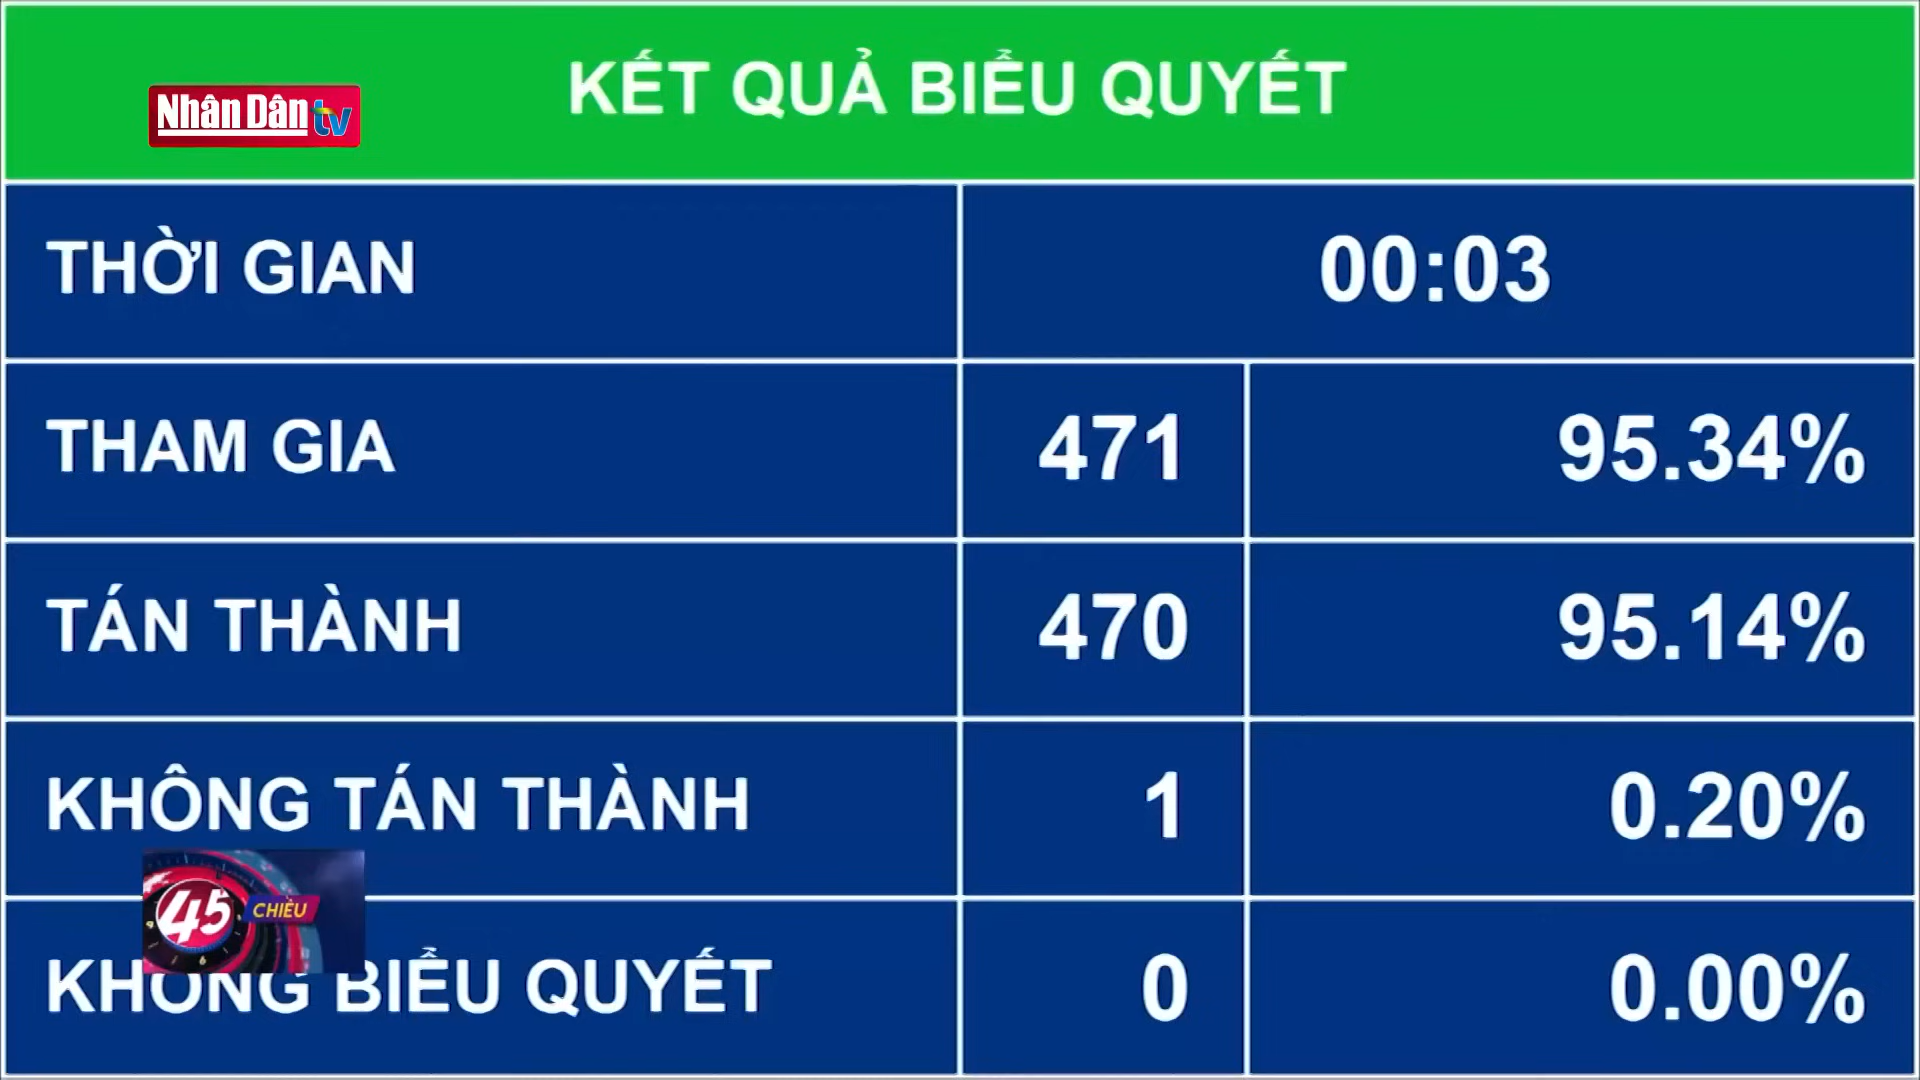 KẾT QUẢ BIỂU QUYẾT
Nhân Dân tv
THỜI GIAN 00:03
THAM GIA 471 95.34%
TÁN THÀNH 470 95.14%
KHÔNG TÁN THÀNH 1 0.20%
45 CHIỀU
KHÔNG BIỂU QUYẾT 0 0.00%